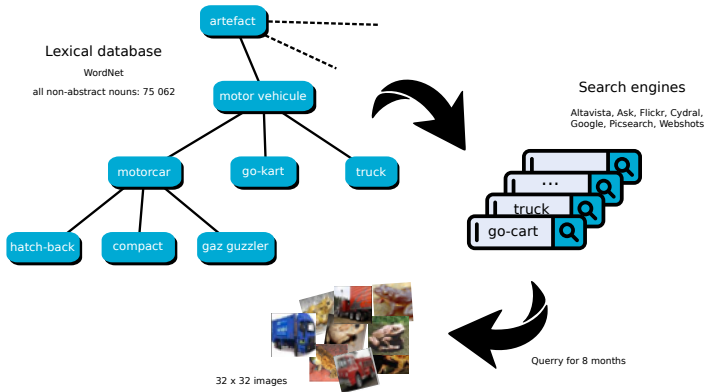 artefact
Lexical database
WordNet
all non-abstract nouns: 75 062
motor vehicule
motorcar
go-kart
truck
hatch-back
compact
gaz guzzler
Search engines
Altavista, Ask, Flickr, Cydral,
Google, Picsearch, Webshots
...
truck
go-cart
32 x 32 images
Querry for 8 months